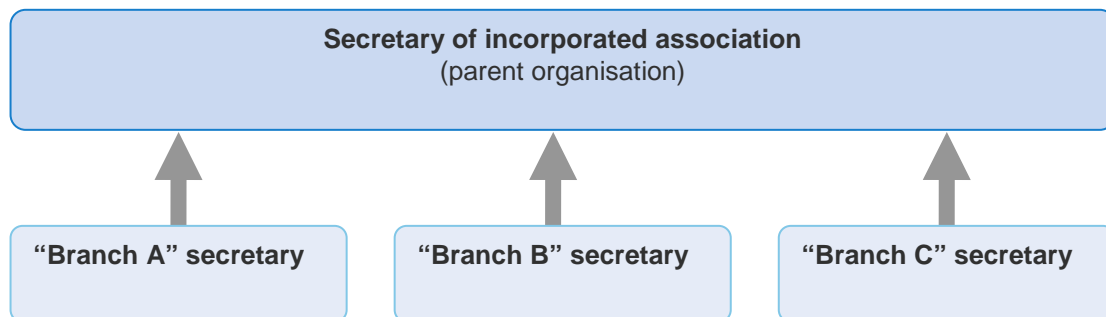 Secretary of incorporated association
(parent organisation)
“Branch A” secretary
“Branch B” secretary
“Branch C” secretary